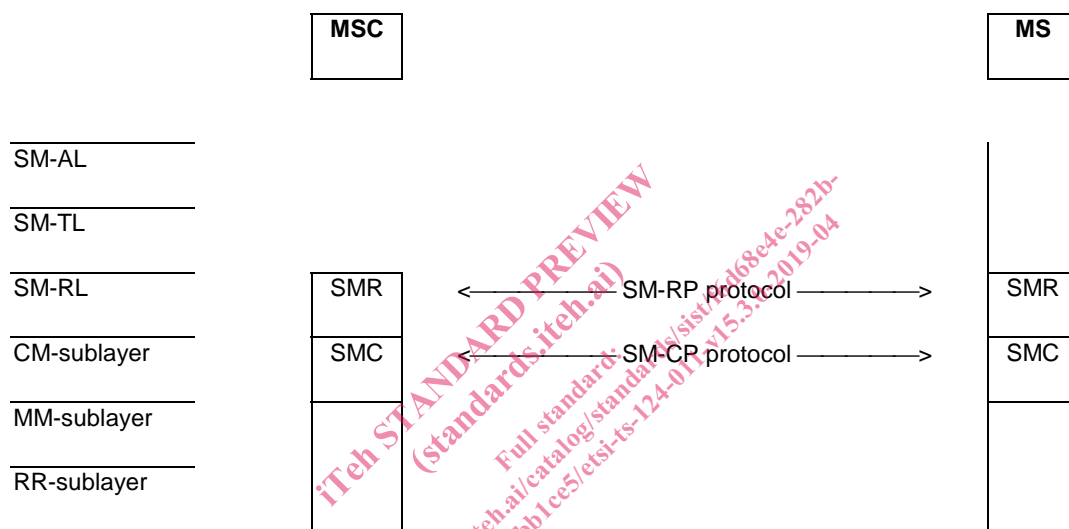 MSC MS
SM-AL
SM-TL
SM-RL SMR <——————— SM-RP protocol ———————> SMR
CM-sublayer SMC <——————— SM-CP protocol ———————> SMC
MM-sublayer
RR-sublayer
iTeh STANDARD PREVIEW
(standards.iteh.ai)
Full standard: